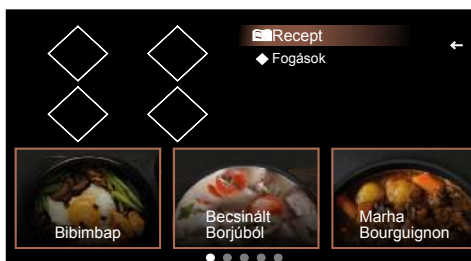 Recept
Fogások
Bibimbap
Becsinált
Borjúból
Marha
Bourguignon